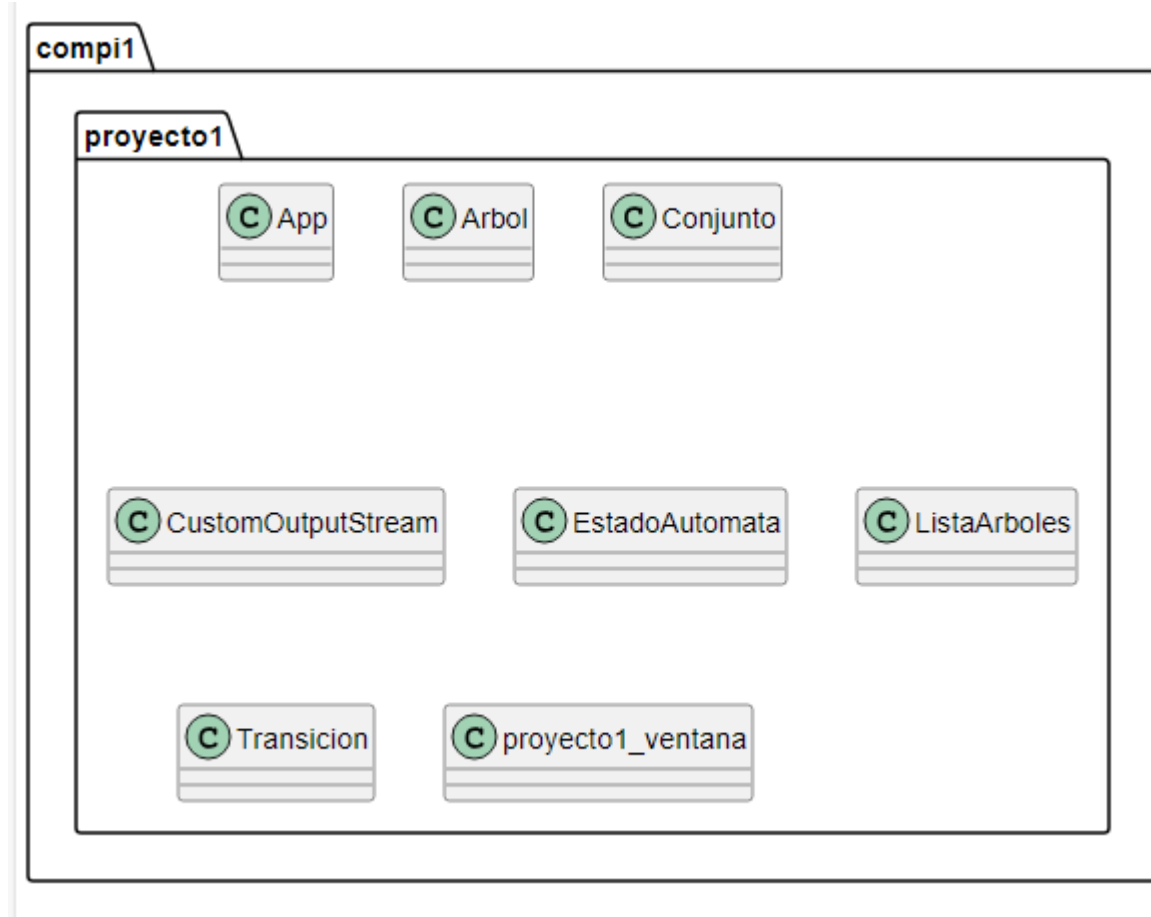 compi1
proyecto1
C App
C Arbol
C Conjunto
C CustomOutputStream
C EstadoAutomata
C ListaArboles
C Transicion
C proyecto1_ventana